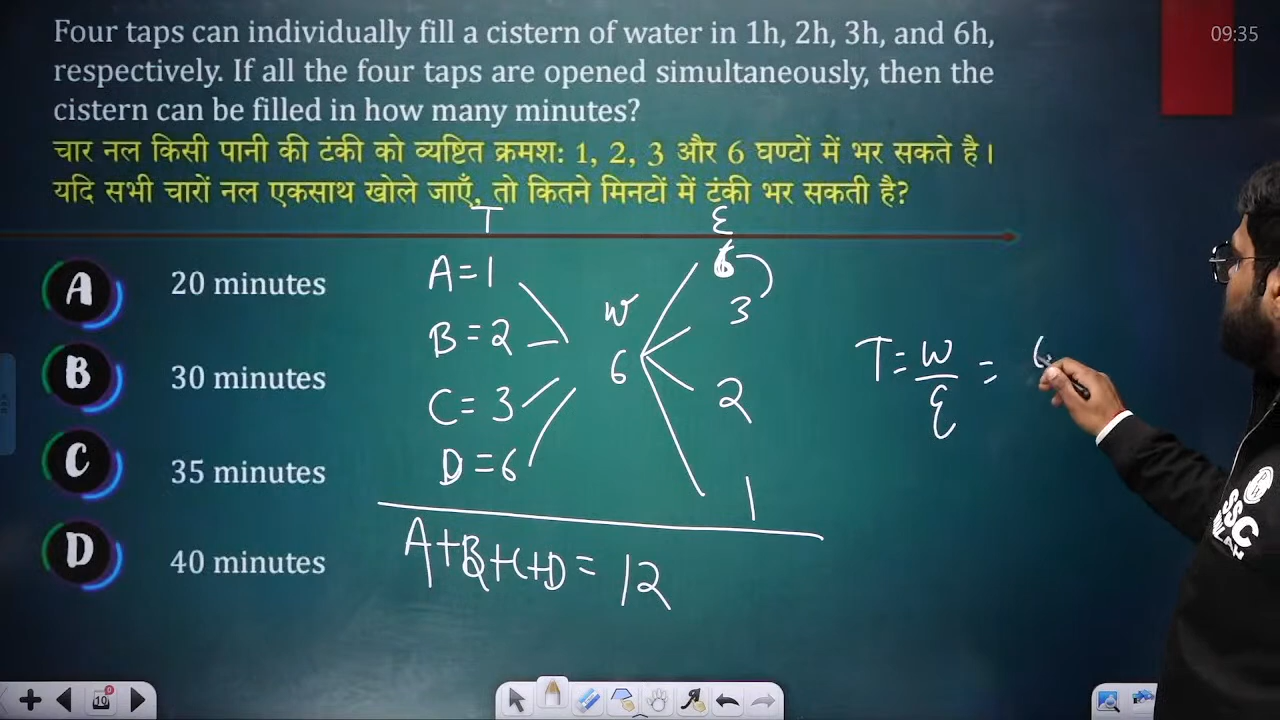 Four taps can individually fill a cistern of water in 1h, 2h, 3h, and 6h,
respectively. If all the four taps are opened simultaneously, then the
cistern can be filled in how many minutes?
चार नल किसी पानी की टंकी को व्यष्टित क्रमश: 1, 2, 3 और 6 घण्टों में भर सकते है।
यदि सभी चारों नल एकसाथ खोले जाएँ, तो कितने मिनटों में टंकी भर सकती है?
09:35
A 20 minutes
B 30 minutes
C 35 minutes
D 40 minutes
T
A=1
B=2
C=3
D=6
W
6
E
6
3
2
1
A+B+C+D=12
T=W/E=6
SSC
10